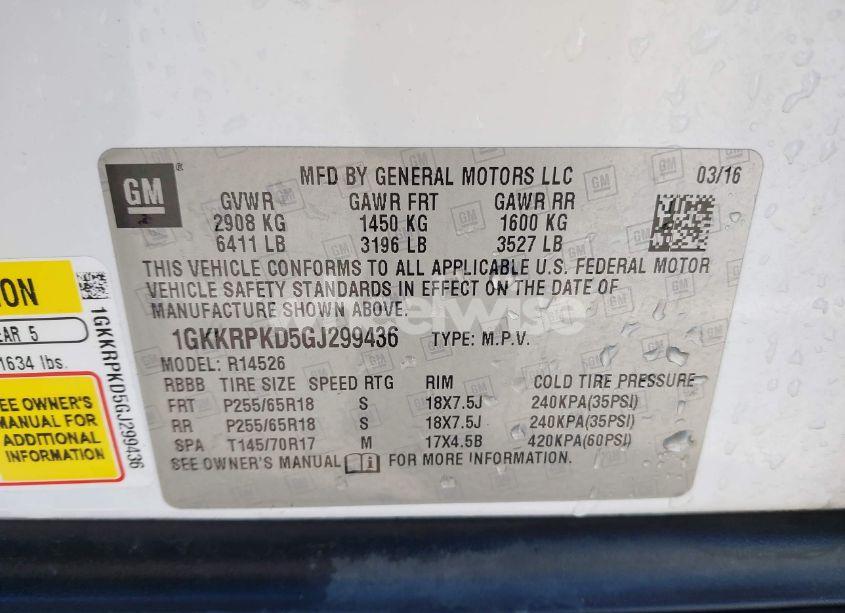 GM
MFD BY GENERAL MOTORS LLC 03/16
GVWR GAWR FRT GAWR RR
2908 KG 1450 KG 1600 KG
6411 LB 3196 LB 3527 LB
THIS VEHICLE CONFORMS TO ALL APPLICABLE U.S. FEDERAL MOTOR
VEHICLE SAFETY STANDARDS IN EFFECT ON THE DATE OF
MANUFACTURE SHOWN ABOVE.
1GKKRPKD5GJ299436 TYPE: M.P.V.
MODEL: R14526
RBBB TIRE SIZE SPEED RTG RIM COLD TIRE PRESSURE
FRT P255/65R18 S 18X7.5J 240KPA(35PSI)
RR P255/65R18 S 18X7.5J 240KPA(35PSI)
SPA T145/70R17 M 17X4.5B 420KPA(60PSI)
SEE OWNER'S MANUAL FOR MORE INFORMATION.
ION
EAR 5
1634 lbs.
SEE OWNER'S
MANUAL FOR
ADDITIONAL
INFORMATION
1GKKRPKD5GJ299436